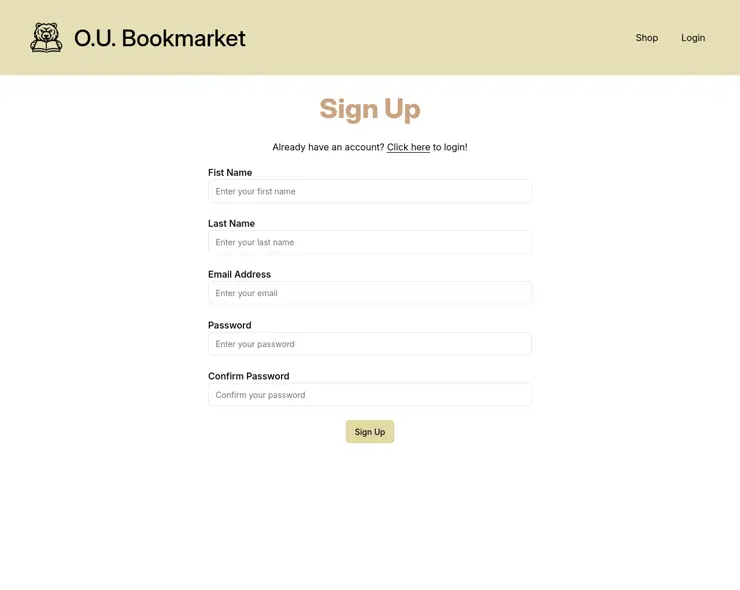 O.U. Bookmarket
Shop
Login
Sign Up
Already have an account? Click here to login!
Fist Name
Enter your first name
Last Name
Enter your last name
Email Address
Enter your email
Password
Enter your password
Confirm Password
Confirm your password
Sign Up